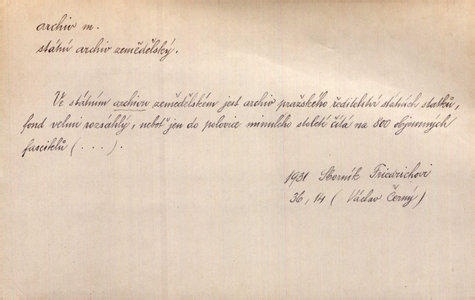 archiv m.
státní archiv zemědělský.
Ve státním archivu zemědělském jest archiv pražského ředitelství státních statků,
fond velmi rozsáhlý, neboť jen do polovice minulého století čítá na 800 objemných
fasciklů (...).
1931 Sborník Friedrichovi
36, 14 (Václav Černý)